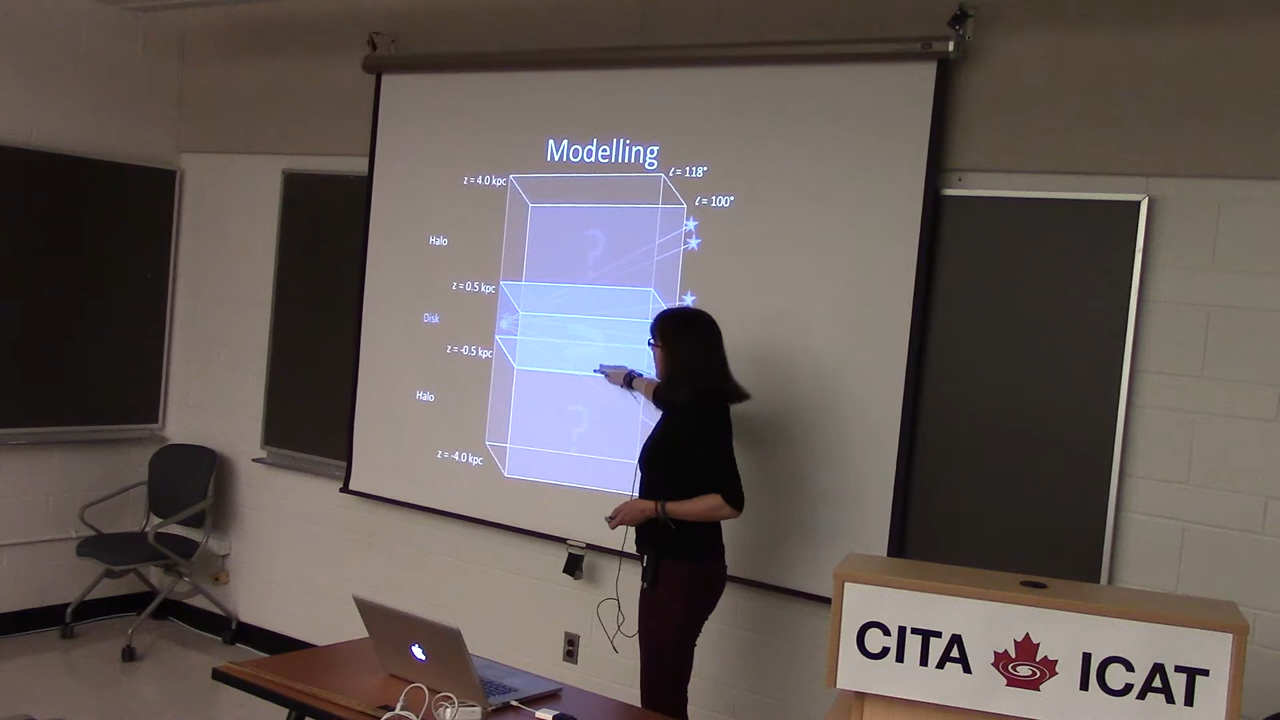 Modelling
ℓ = 118°
z = 4.0 kpc
ℓ = 100°
?
Halo
z = 0.5 kpc
Disk
?
z = -0.5 kpc
Halo
?
z = -4.0 kpc
CITA ICAT